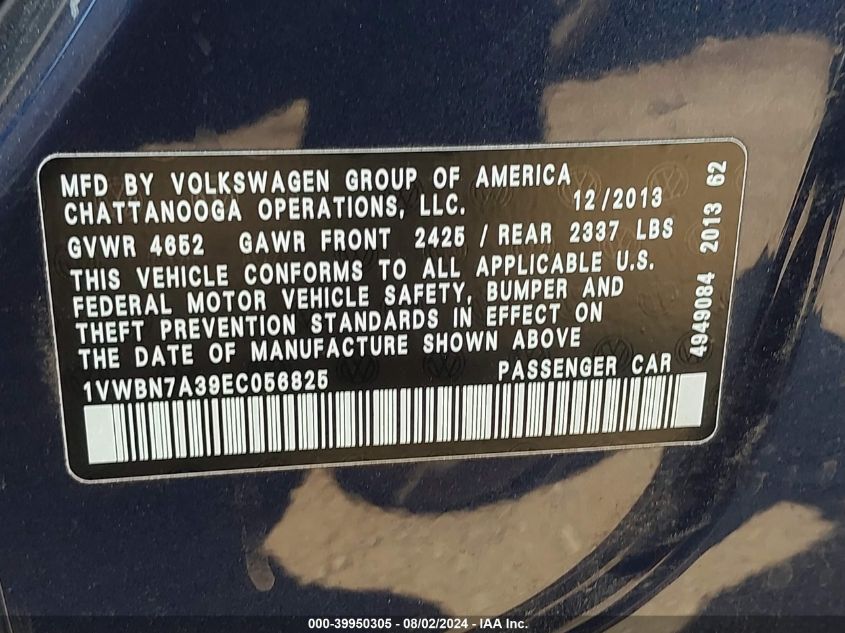 MFD BY VOLKSWAGEN GROUP OF AMERICA
CHATTANOOGA OPERATIONS, LLC. 12/2013
GVWR 4652 GAWR FRONT 2425 / REAR 2337 LBS
THIS VEHICLE CONFORMS TO ALL APPLICABLE U.S.
FEDERAL MOTOR VEHICLE SAFETY, BUMPER AND
THEFT PREVENTION STANDARDS IN EFFECT ON
THE DATE OF MANUFACTURE SHOWN ABOVE
1VWBN7A39EC056825 PASSENGER CAR
4949084 2013 62
000-39950305 - 08/02/2024 - IAA Inc.